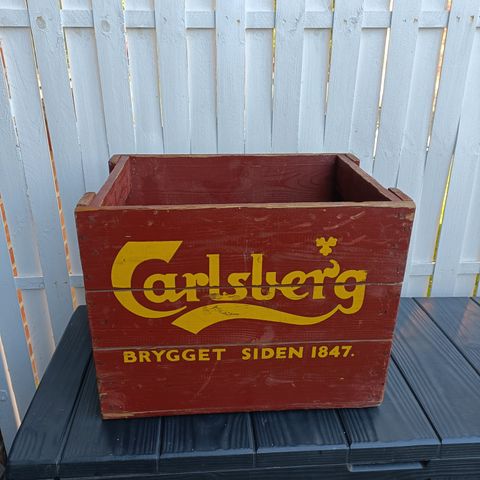 Carlsberg
BRYGGET SIDEN 1847.